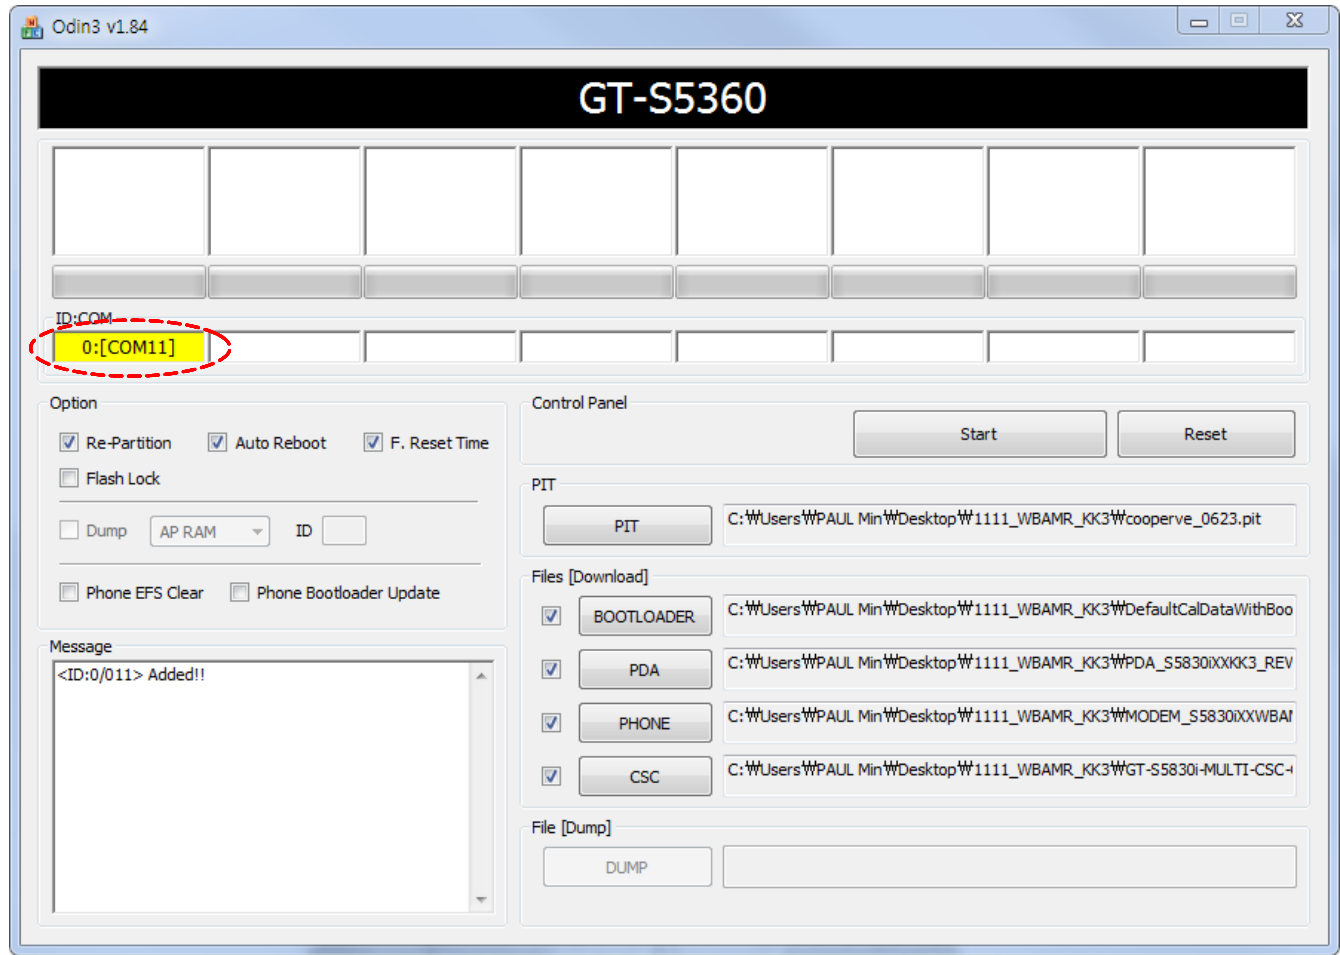 Odin3 v1.84
GT-S5360
ID:COM
0:[COM11]
Option
Re-Partition Auto Reboot F. Reset Time
Flash Lock
Dump AP RAM ID
Phone EFS Clear Phone Bootloader Update
Message
<ID:0/011> Added!!
Control Panel
Start Reset
PIT
PIT C:₩Users₩PAUL Min₩Desktop₩1111_WBAMR_KK3₩cooperve_0623.pit
Files [Download]
BOOTLOADER C:₩Users₩PAUL Min₩Desktop₩1111_WBAMR_KK3₩DefaultCalDataWithBoo
PDA C:₩Users₩PAUL Min₩Desktop₩1111_WBAMR_KK3₩PDA_S5830iXXKK3_REV
PHONE C:₩Users₩PAUL Min₩Desktop₩1111_WBAMR_KK3₩MODEM_S5830iXXWBAM
CSC C:₩Users₩PAUL Min₩Desktop₩1111_WBAMR_KK3₩GT-S5830i-MULTI-CSC-
File [Dump]
DUMP